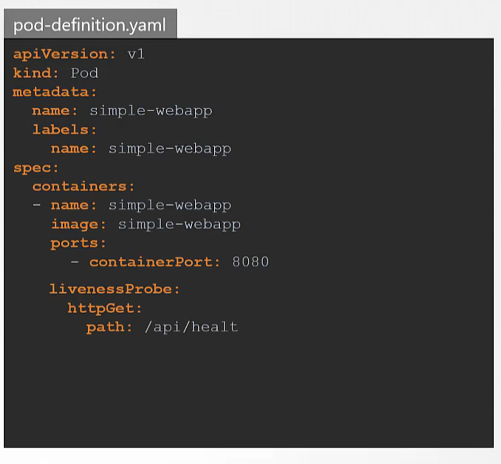 pod-definition.yaml
apiVersion: v1
kind: Pod
metadata:
  name: simple-webapp
  labels:
    name: simple-webapp
spec:
  containers:
  - name: simple-webapp
    image: simple-webapp
    ports:
      - containerPort: 8080
    livenessProbe:
      httpGet:
        path: /api/healt